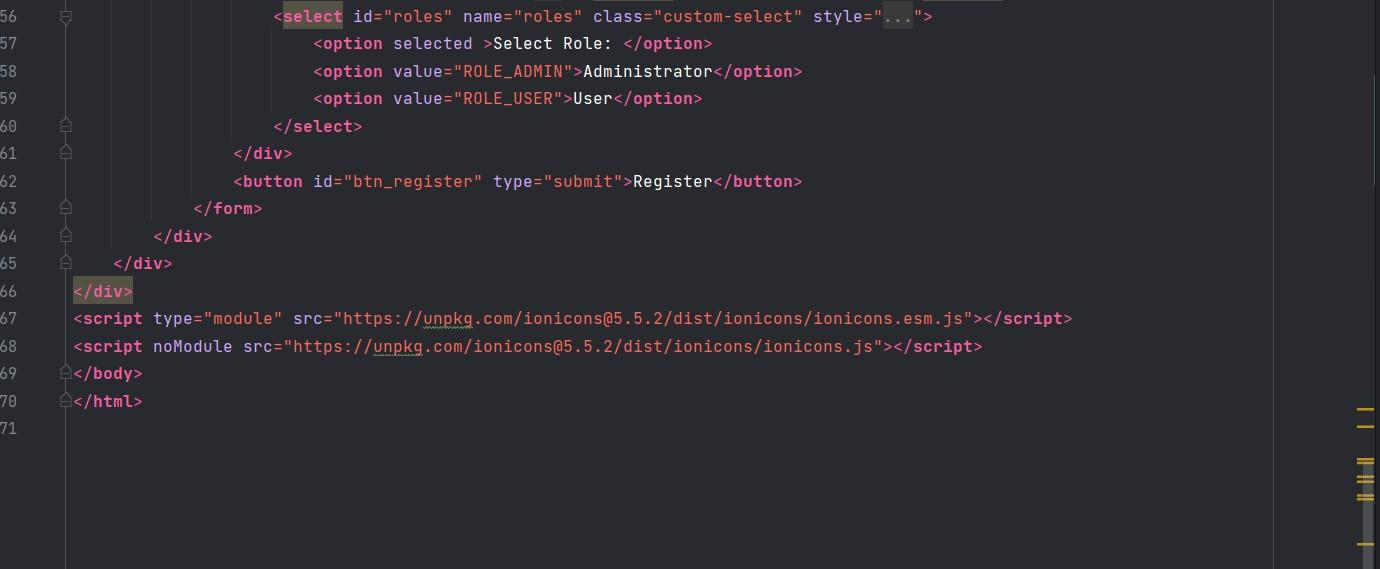 56 <select id="roles" name="roles" class="custom-select" style="...">
57 <option selected >Select Role: </option>
58 <option value="ROLE_ADMIN">Administrator</option>
59 <option value="ROLE_USER">User</option>
60 </select>
61 </div>
62 <button id="btn_register" type="submit">Register</button>
63 </form>
64 </div>
65 </div>
66 </div>
67 <script type="module" src="https://unpkg.com/ionicons@5.5.2/dist/ionicons/ionicons.esm.js"></script>
68 <script noModule src="https://unpkg.com/ionicons@5.5.2/dist/ionicons/ionicons.js"></script>
69 </body>
70 </html>
71